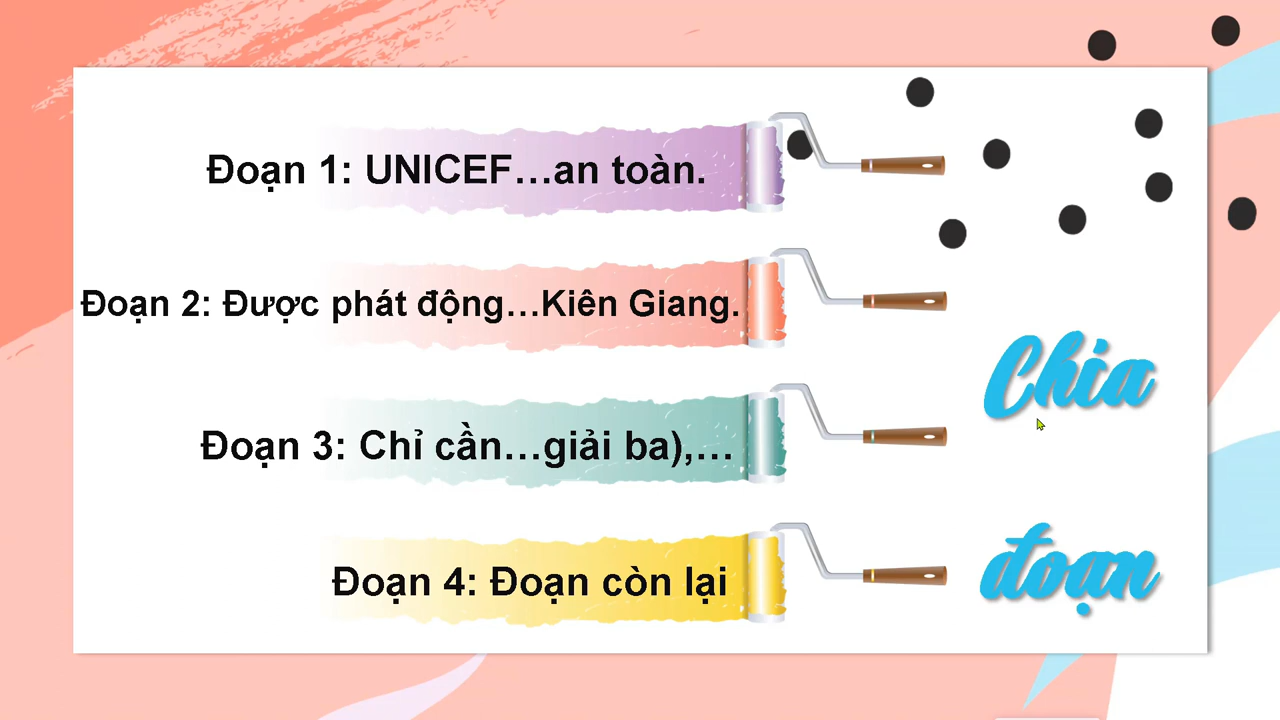 Đoạn 1: UNICEF…an toàn.
Đoạn 2: Được phát động…Kiên Giang.
Đoạn 3: Chỉ cần…giải ba),…
Đoạn 4: Đoạn còn lại
Chia
đoạn